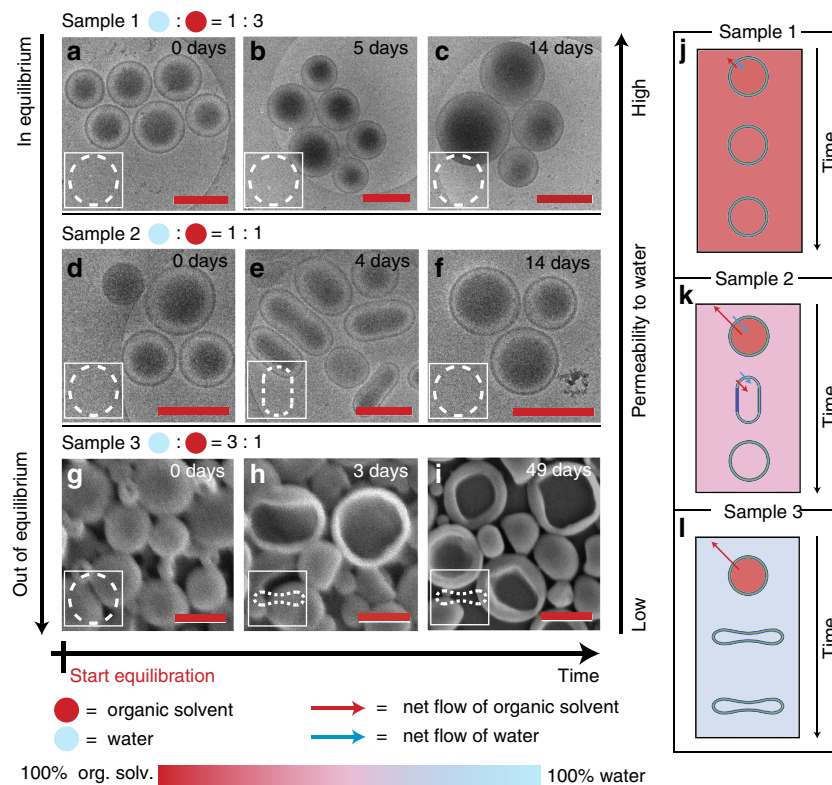 Sample 1 : = 1 : 3
a 0 days
b 5 days
c 14 days
Sample 2 : = 1 : 1
d 0 days
e 4 days
f 14 days
Sample 3 : = 3 : 1
g 0 days
h 3 days
i 49 days
In equilibrium
Out of equilibrium
High
Permeability to water
Low
Start equilibration
Time
= organic solvent
= net flow of organic solvent
= water
= net flow of water
100% org. solv.
100% water
Sample 1
j
Time
Sample 2
k
Time
Sample 3
l
Time